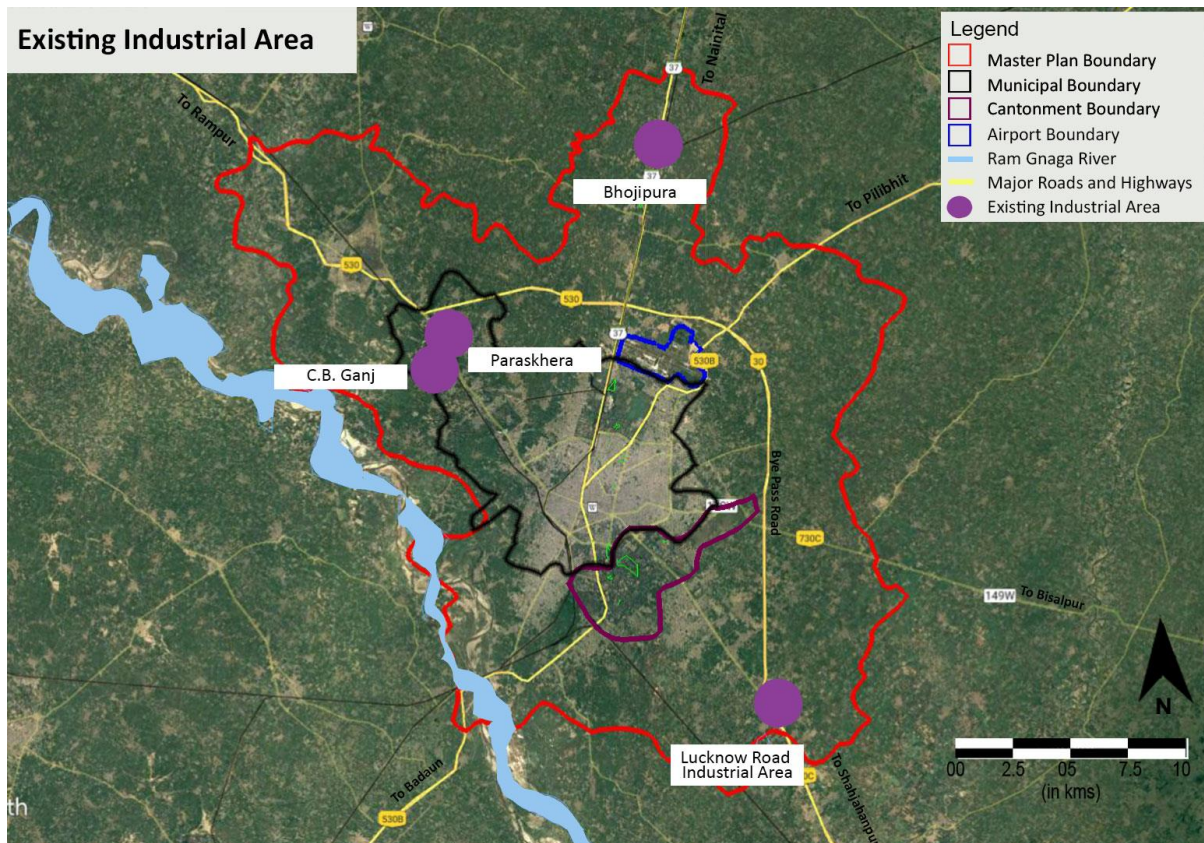 Existing Industrial Area
Legend
Master Plan Boundary
Municipal Boundary
Cantonment Boundary
Airport Boundary
Ram Gnaga River
Major Roads and Highways
Existing Industrial Area
To Nainital
37
To Rampur
37
Bhojipura
To Pilibhit
530
530
37
Paraskhera
530B
30
C.B. Ganj
Bye Pass Road
730C
149W
To Bisalpur
N
Lucknow Road
Industrial Area
00 2.5 05 7.5 10
(in kms)
To Badaun
To Shahjahanpur
th
530B